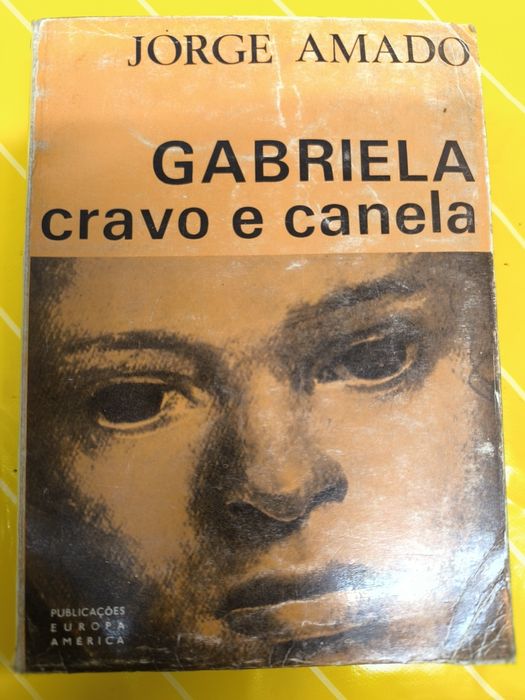 JORGE AMADO
GABRIELA
cravo e canela
PUBLICAÇÕES
EUROPA
AMÉRICA